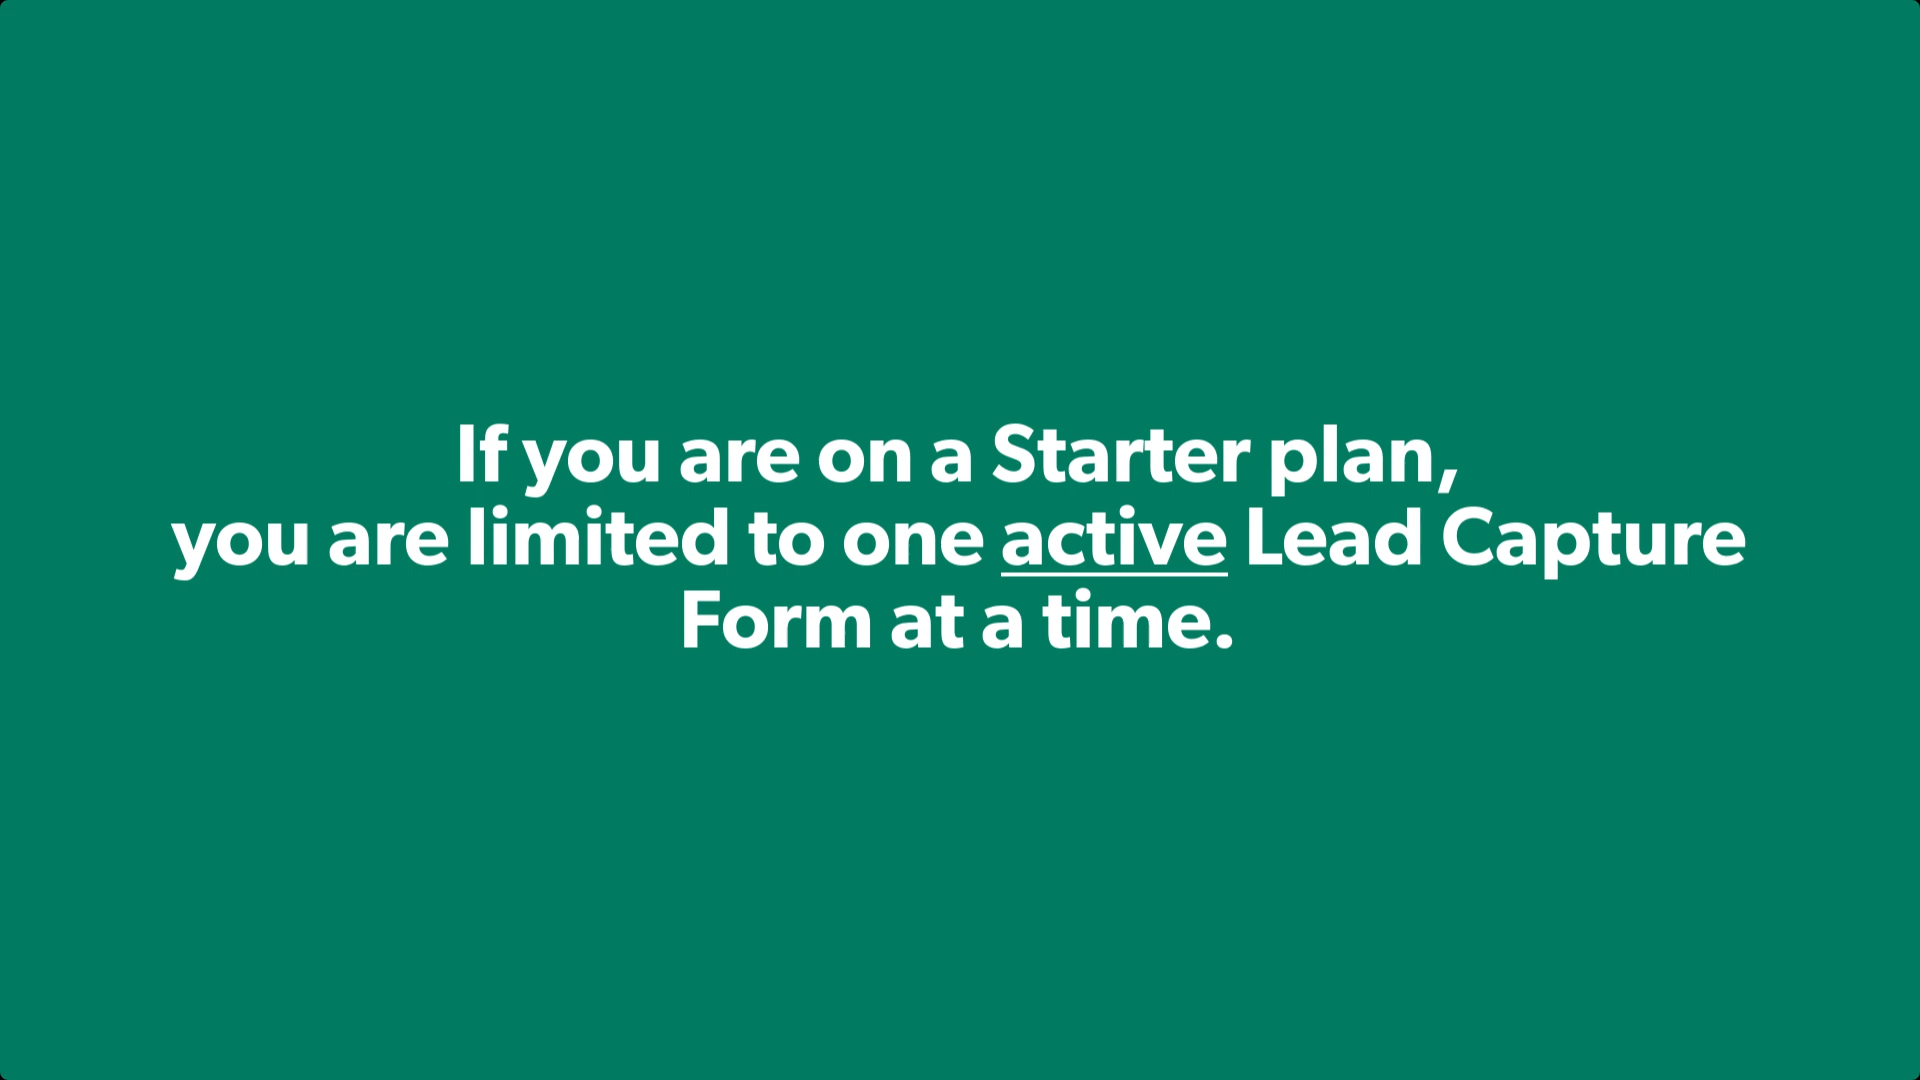 If you are on a Starter plan,
you are limited to one active Lead Capture
Form at a time.